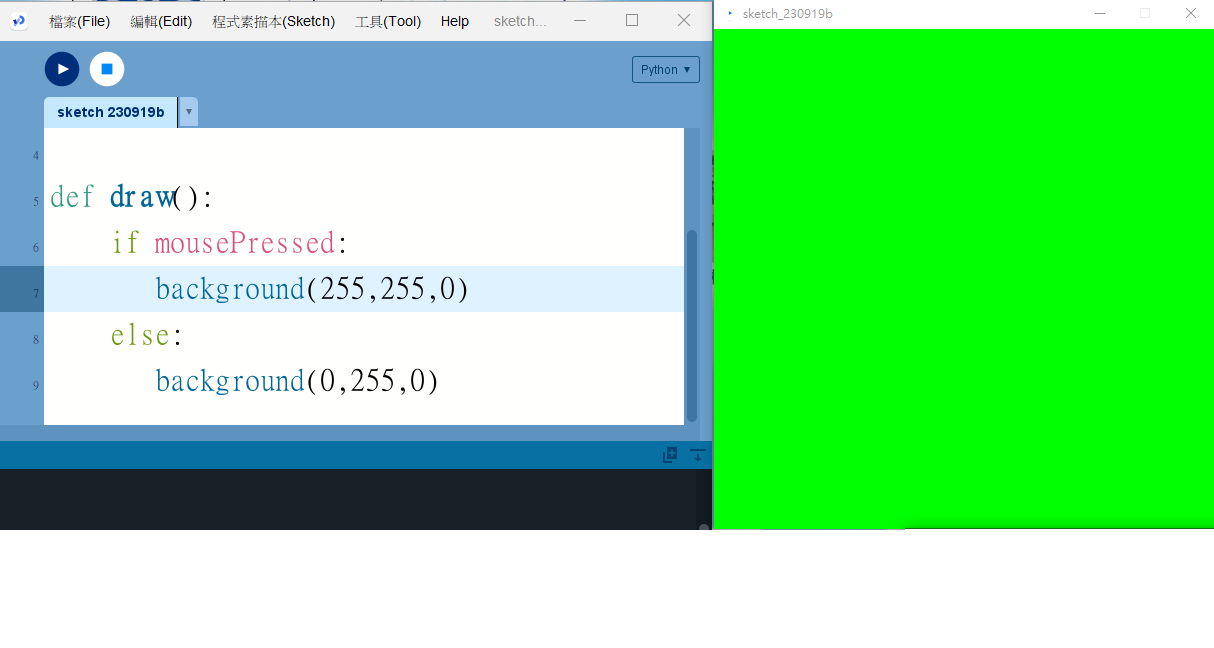 檔案(File) 編輯(Edit) 程式素描本(Sketch) 工具(Tool) Help sketch...
sketch_230919b
Python ▼
sketch 230919b ▼
4
5 def draw():
6 if mousePressed:
7 background(255,255,0)
8 else:
9 background(0,255,0)